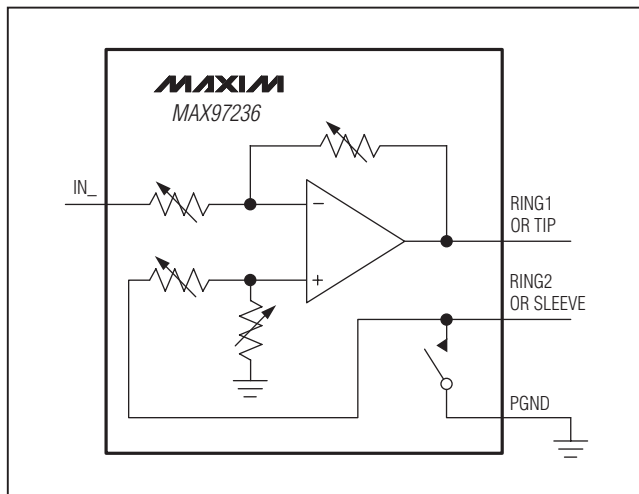 MAXIM
MAX97236
IN_
−
+
RING1
OR TIP
RING2
OR SLEEVE
PGND